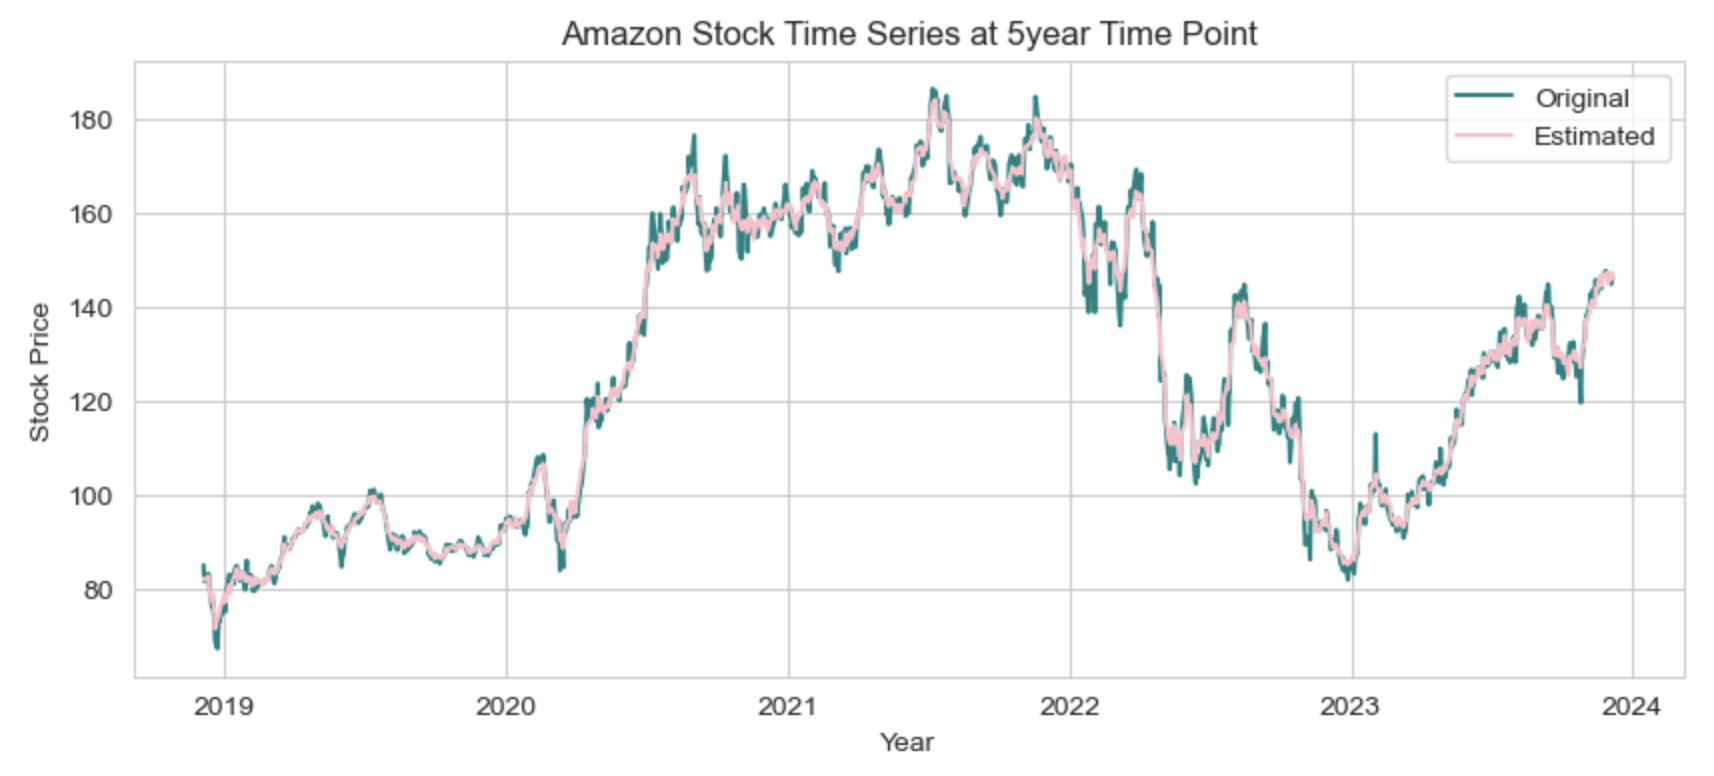 Amazon Stock Time Series at 5year Time Point
Original
Estimated
180
160
140
120
100
80
Stock Price
2019 2020 2021 2022 2023 2024
Year